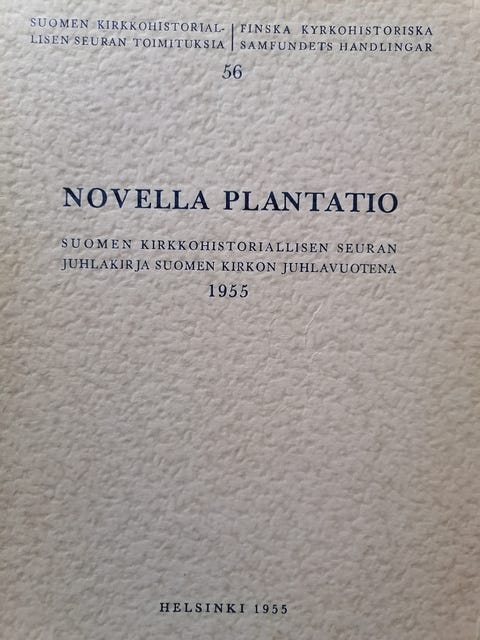 SUOMEN KIRKKOHISTORIAL-
LISEN SEURAN TOIMITUKSIA
FINSKA KYRKOHISTORISKA
SAMFUNDETS HANDLINGAR
56
NOVELLA PLANTATIO
SUOMEN KIRKKOHISTORIALLISEN SEURAN
JUHLAKIRJA SUOMEN KIRKON JUHLAVUOTENA
1955
HELSINKI 1955